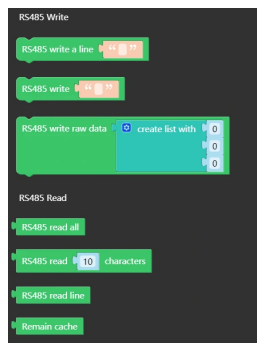 RS485 Write
RS485 write a line “ ”
RS485 write “ ”
RS485 write raw data create list with 0
0
0
RS485 Read
RS485 read all
RS485 read 10 characters
RS485 read line
Remain cache